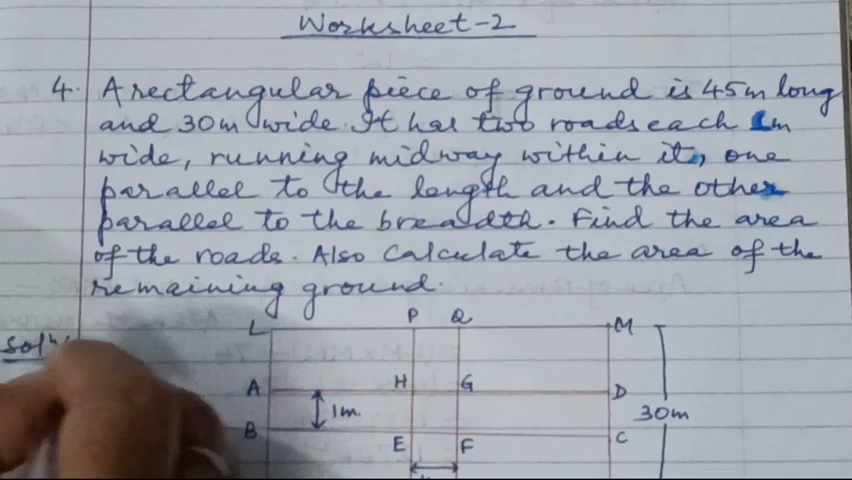 Worksheet-2
4. A rectangular piece of ground is 45m long
and 30m wide. It has two roads each 1m
wide, running midway within it, one
parallel to the length and the other
parallel to the breadth. Find the area
of the roads. Also calculate the area of the
remaining ground.
L P Q M
Sol
A H G D
1m 30m
B E F C